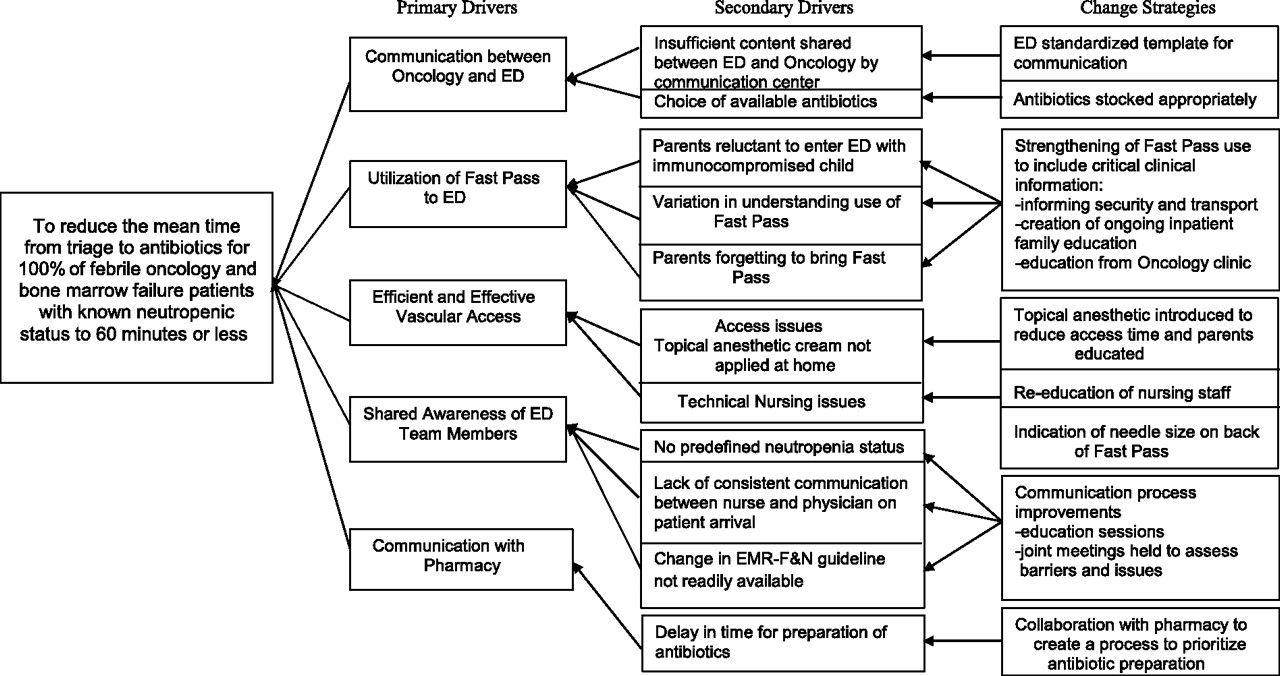 Primary Drivers
Secondary Drivers
Change Strategies
To reduce the mean time
from triage to antibiotics for
100% of febrile oncology and
bone marrow failure patients
with known neutropenic
status to 60 minutes or less
Communication between
Oncology and ED
Utilization of Fast Pass
to ED
Efficient and Effective
Vascular Access
Shared Awareness of ED
Team Members
Communication with
Pharmacy
Insufficient content shared
between ED and Oncology by
communication center
Choice of available antibiotics
Parents reluctant to enter ED with
immunocompromised child
Variation in understanding use of
Fast Pass
Parents forgetting to bring Fast
Pass
Access issues
Topical anesthetic cream not
applied at home
Technical Nursing issues
No predefined neutropenia status
Lack of consistent communication
between nurse and physician on
patient arrival
Change in EMR-F&N guideline
not readily available
Delay in time for preparation of
antibiotics
ED standardized template for
communication
Antibiotics stocked appropriately
Strengthening of Fast Pass use
to include critical clinical
information:
-informing security and transport
-creation of ongoing inpatient
family education
-education from Oncology clinic
Topical anesthetic introduced to
reduce access time and parents
educated
Re-education of nursing staff
Indication of needle size on back
of Fast Pass
Communication process
improvements
-education sessions
-joint meetings held to assess
barriers and issues
Collaboration with pharmacy to
create a process to prioritize
antibiotic preparation